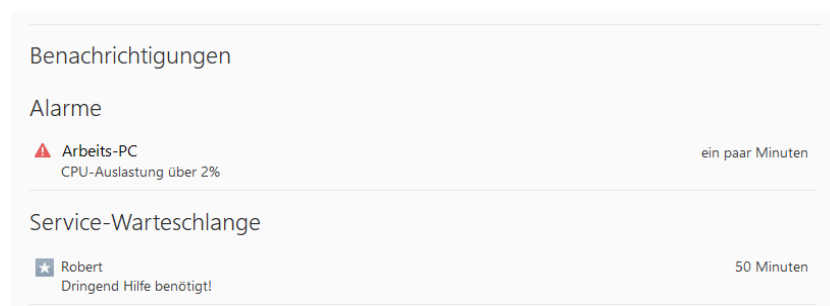 Benachrichtigungen
Alarme
Arbeits-PC
ein paar Minuten
CPU-Auslastung über 2%
Service-Warteschlange
Robert
50 Minuten
Dringend Hilfe benötigt!